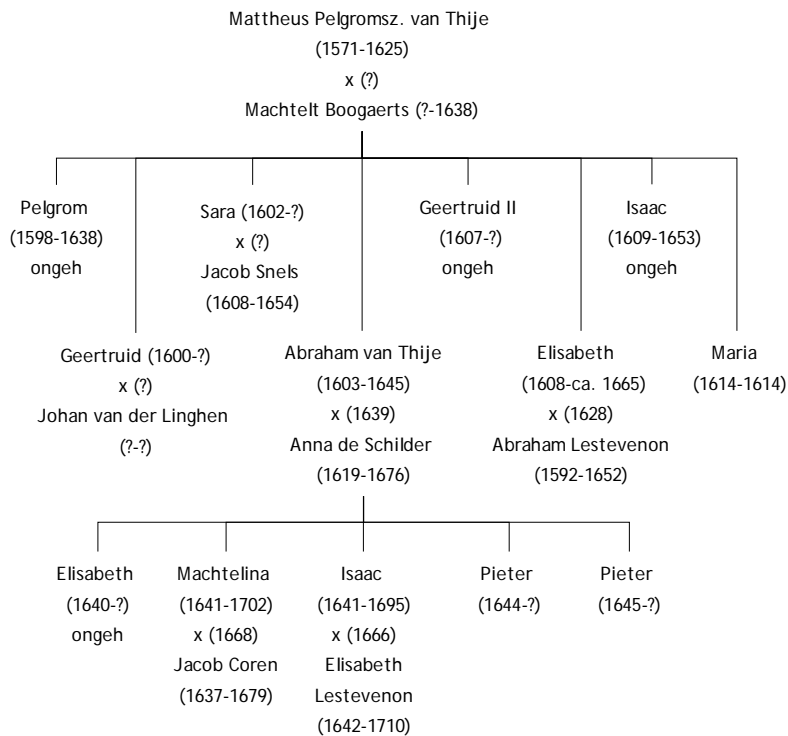 Mattheus Pelgromsz. van Thije
(1571-1625)
x (?)
Machtelt Boogaerts (?-1638)
Pelgrom
(1598-1638)
ongeh
Sara (1602-?)
x (?)
Jacob Snels
(1608-1654)
Geertruid II
(1607-?)
ongeh
Isaac
(1609-1653)
ongeh
Geertruid (1600-?)
x (?)
Johan van der Linghen
(?-?)
Abraham van Thije
(1603-1645)
x (1639)
Anna de Schilder
(1619-1676)
Elisabeth
(1608-ca. 1665)
x (1628)
Abraham Lestevenon
(1592-1652)
Maria
(1614-1614)
Elisabeth
(1640-?)
ongeh
Machtelina
(1641-1702)
x (1668)
Jacob Coren
(1637-1679)
Isaac
(1641-1695)
x (1666)
Elisabeth
Lestevenon
(1642-1710)
Pieter
(1644-?)
Pieter
(1645-?)